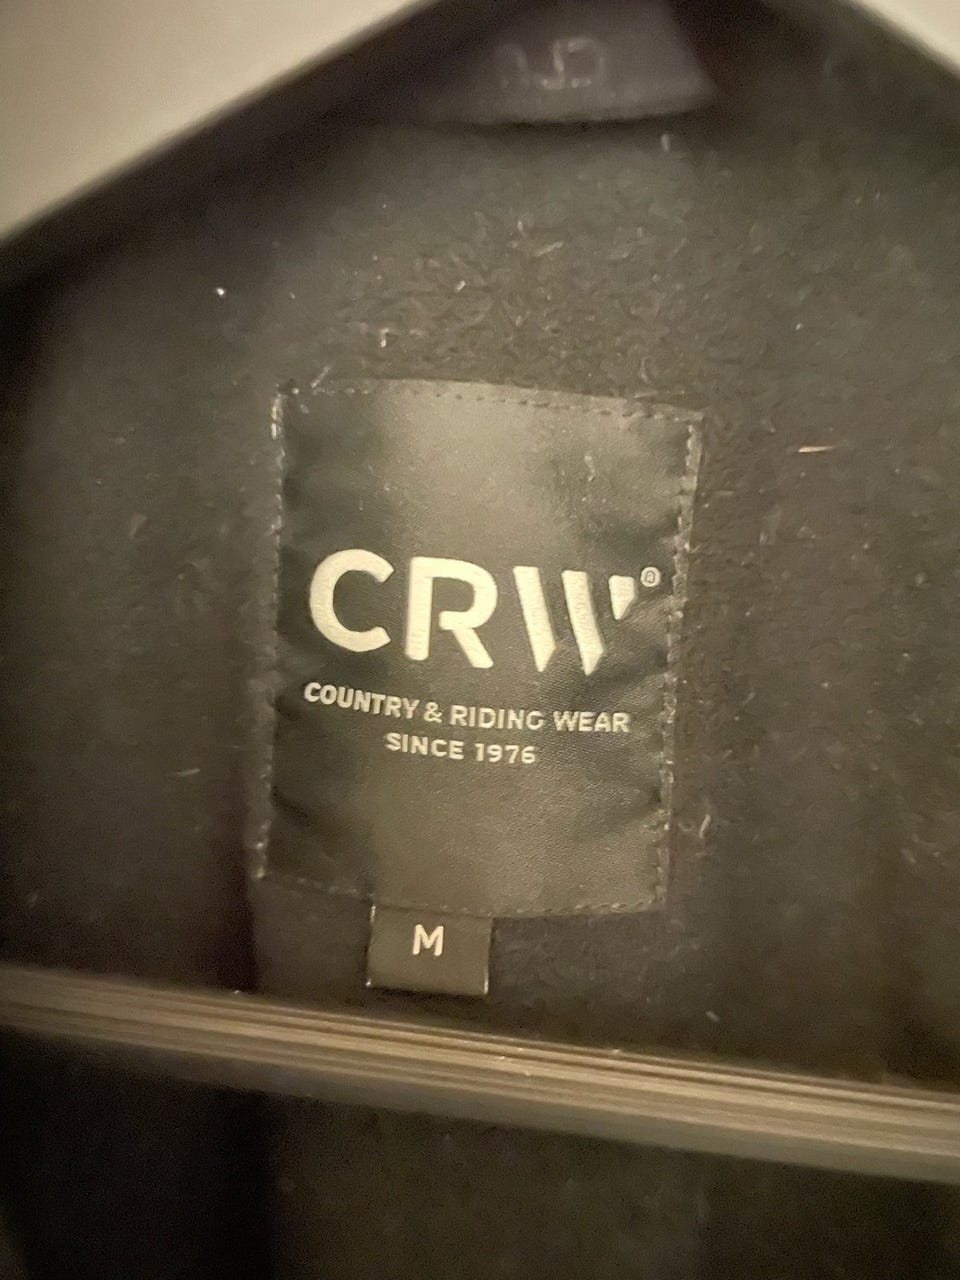 CRW®
COUNTRY & RIDING WEAR
SINCE 1976
M